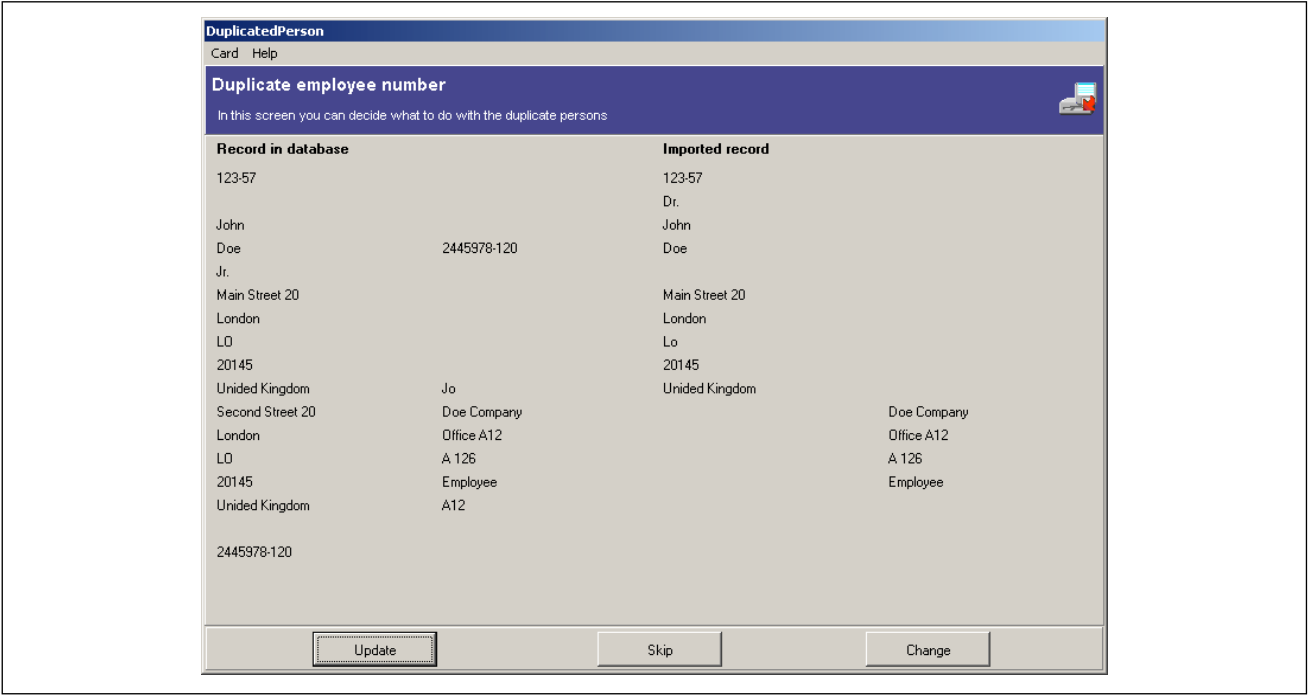 DuplicatedPerson
Card Help
Duplicate employee number
In this screen you can decide what to do with the duplicate persons
Record in database Imported record
123-57 123-57
Dr.
John John
Doe 2445978-120 Doe
Jr.
Main Street 20 Main Street 20
London London
LO Lo
20145 20145
Unided Kingdom Jo Unided Kingdom
Second Street 20 Doe Company Doe Company
London Office A12 Office A12
LO A 126 A 126
20145 Employee Employee
Unided Kingdom A12
2445978-120
Update Skip Change